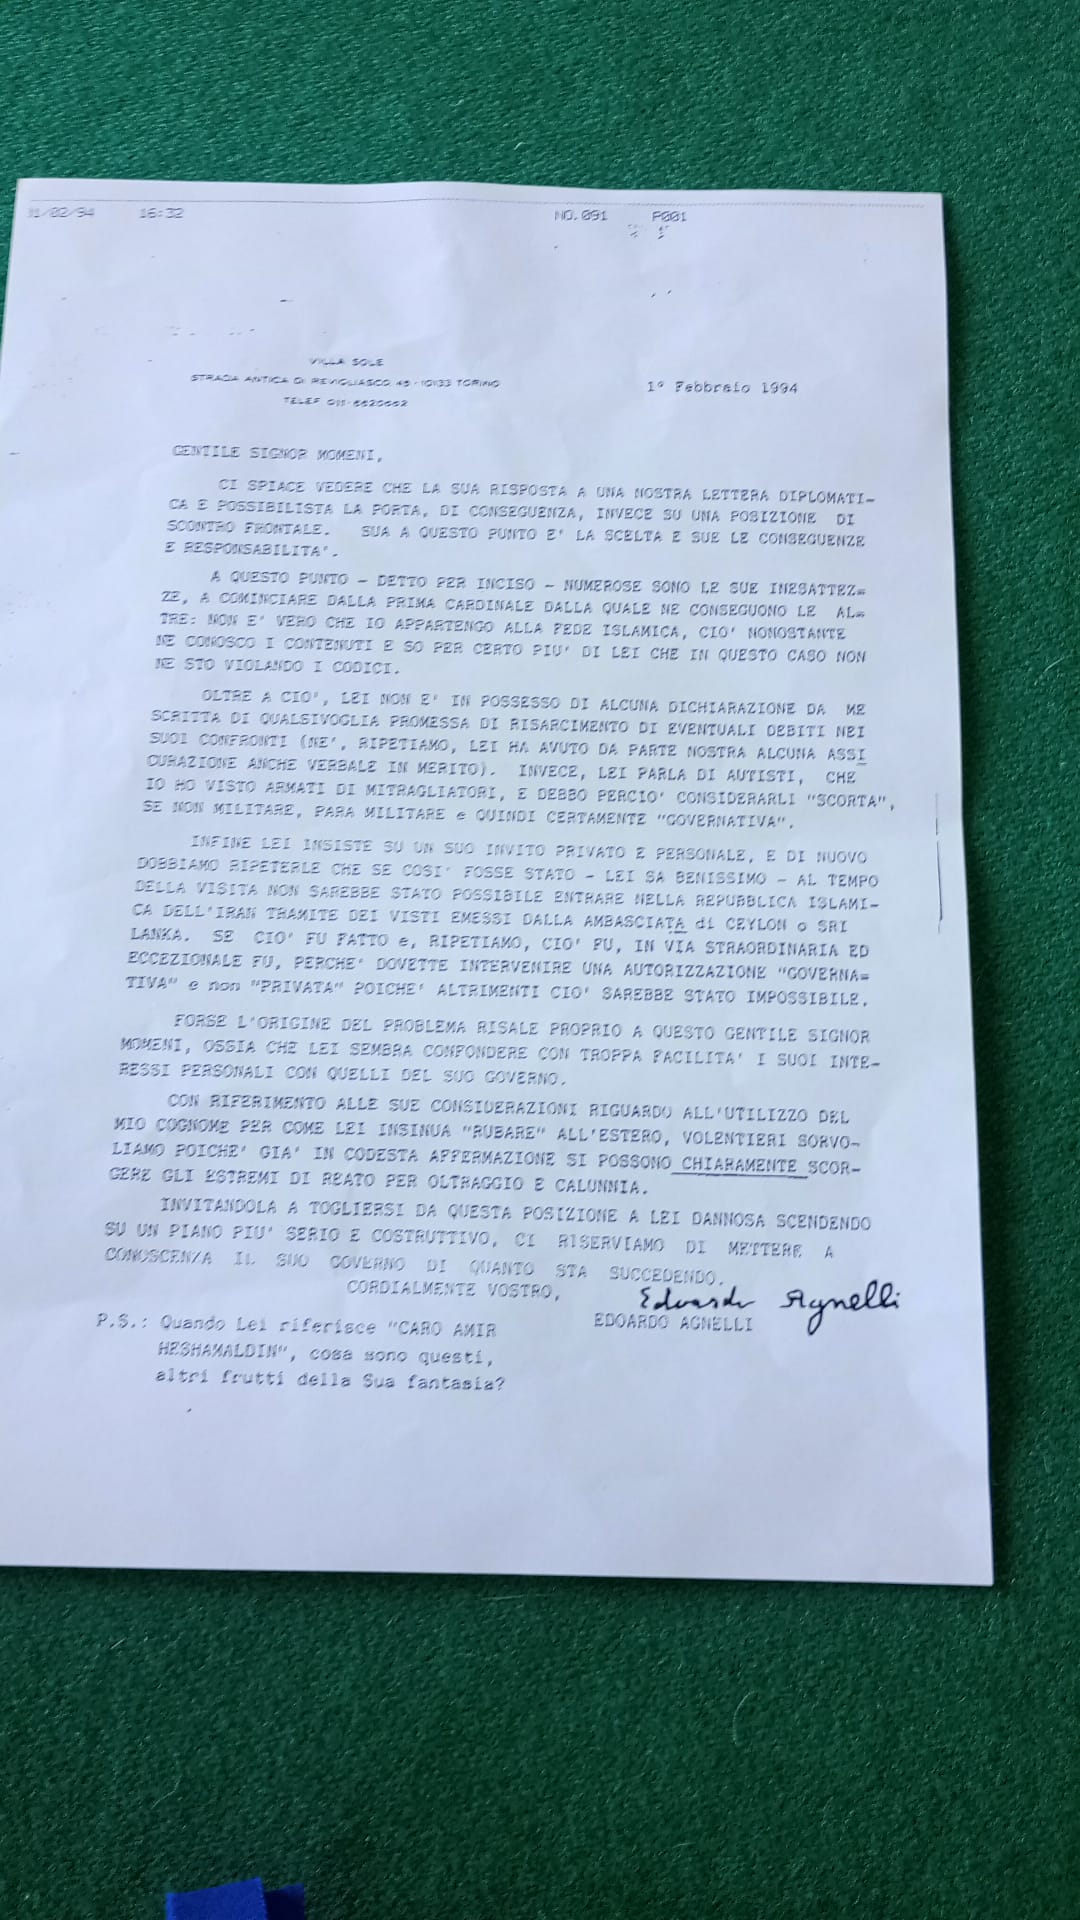 /02/94 16:32 NO.091 P001
VILLA SOLE
STRADA ANTICA DI REVIGLIASCO 45 - 10133 TORINO
TELEF 011-6620662
1° Febbraio 1994
GENTILE SIGNOR MOMENI,
CI SPIACE VEDERE CHE LA SUA RISPOSTA A UNA NOSTRA LETTERA DIPLOMATI-
CA E POSSIBILISTA LA PORTA, DI CONSEGUENZA, INVECE SU UNA POSIZIONE DI
SCONTRO FRONTALE. SUA A QUESTO PUNTO E' LA SCELTA E SUE LE CONSEGUENZE
E RESPONSABILITA'.
A QUESTO PUNTO - DETTO PER INCISO - NUMEROSE SONO LE SUE INESATTEZ=
ZE, A COMINCIARE DALLA PRIMA CARDINALE DALLA QUALE NE CONSEGUONO LE AL=
TRE: NON E' VERO CHE IO APPARTENGO ALLA FEDE ISLAMICA, CIO' NONOSTANTE
NE CONOSCO I CONTENUTI E SO PER CERTO PIU' DI LEI CHE IN QUESTO CASO NON
NE STO VIOLANDO I CODICI.
OLTRE A CIO', LEI NON E' IN POSSESSO DI ALCUNA DICHIARAZIONE DA ME
SCRITTA DI QUALSIVOGLIA PROMESSA DI RISARCIMENTO DI EVENTUALI DEBITI NEI
SUOI CONFRONTI (NE', RIPETIAMO, LEI HA AVUTO DA PARTE NOSTRA ALCUNA ASSI
CURAZIONE ANCHE VERBALE IN MERITO). INVECE, LEI PARLA DI AUTISTI, CHE
IO HO VISTO ARMATI DI MITRAGLIATORI, E DEBBO PERCIO' CONSIDERARLI "SCORTA",
SE NON MILITARE, PARA MILITARE e QUINDI CERTAMENTE "GOVERNATIVA".
INFINE LEI INSISTE SU UN SUO INVITO PRIVATO E PERSONALE, E DI NUOVO
DOBBIAMO RIPETERLE CHE SE COSI' FOSSE STATO - LEI SA BENISSIMO - AL TEMPO
DELLA VISITA NON SAREBBE STATO POSSIBILE ENTRARE NELLA REPUBBLICA ISLAMI-
CA DELL'IRAN TRAMITE DEI VISTI EMESSI DALLA AMBASCIATA di CEYLON o SRI
LANKA. SE CIO' FU FATTO e, RIPETIAMO, CIO' FU, IN VIA STRAORDINARIA ED
ECCEZIONALE FU, PERCHE' DOVETTE INTERVENIRE UNA AUTORIZZAZIONE "GOVERNA=
TIVA" e non "PRIVATA" POICHE' ALTRIMENTI CIO' SAREBBE STATO IMPOSSIBILE.
FORSE L'ORIGINE DEL PROBLEMA RISALE PROPRIO A QUESTO GENTILE SIGNOR
MOMENI, OSSIA CHE LEI SEMBRA CONFONDERE CON TROPPA FACILITA' I SUOI INTE-
RESSI PERSONALI CON QUELLI DEL SUO GOVERNO.
CON RIFERIMENTO ALLE SUE CONSIDERAZIONI RIGUARDO ALL'UTILIZZO DEL
MIO COGNOME PER COME LEI INSINUA "RUBARE" ALL'ESTERO, VOLENTIERI SORVO-
LIAMO POICHE' GIA' IN CODESTA AFFERMAZIONE SI POSSONO CHIARAMENTE SCOR-
GERE GLI ESTREMI DI REATO PER OLTRAGGIO E CALUNNIA.
INVITANDOLA A TOGLIERSI DA QUESTA POSIZIONE A LEI DANNOSA SCENDENDO
SU UN PIANO PIU' SERIO E COSTRUTTIVO, CI RISERVIAMO DI METTERE A
CONOSCENZA IL SUO GOVERNO DI QUANTO STA SUCCEDENDO.
CORDIALMENTE VOSTRO,
Edoardo Agnelli
EDOARDO AGNELLI
P.S.: Quando Lei riferisce "CARO AMIR
HESHAMALDIN", cosa sono questi,
altri frutti della Sua fantasia?